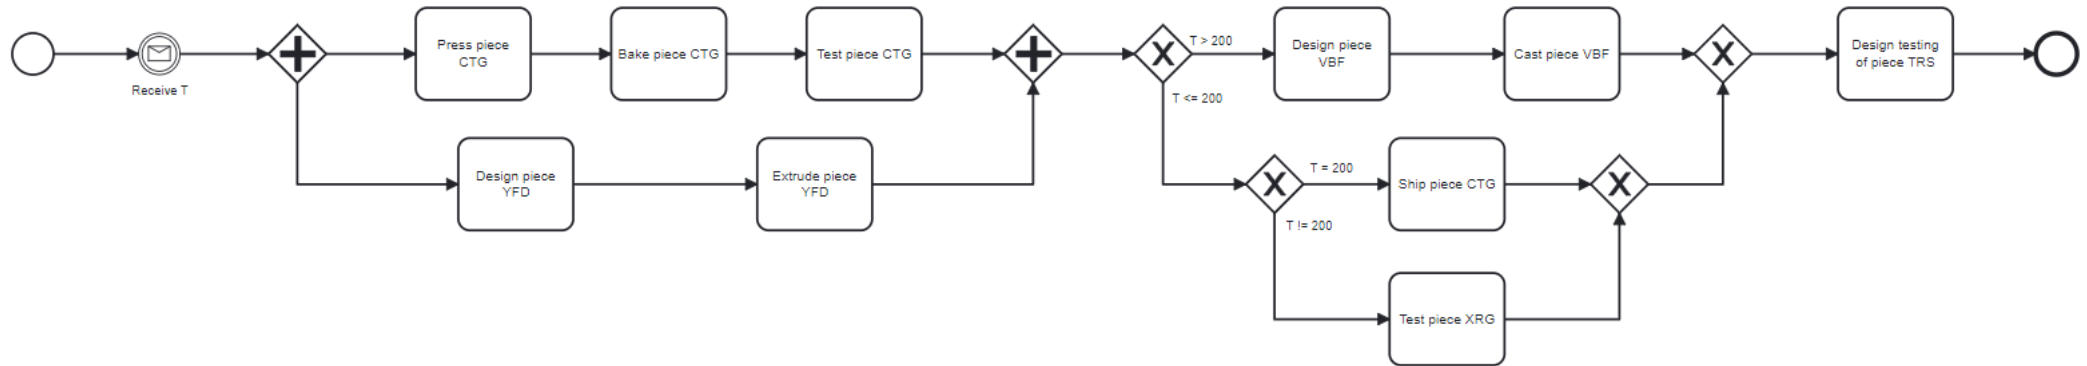 Receive T
Press piece
CTG
Bake piece CTG
Test piece CTG
Design piece
YFD
Extrude piece
YFD
T > 200
T <= 200
Design piece
VBF
Cast piece VBF
T = 200
T != 200
Ship piece CTG
Test piece XRG
Design testing
of piece TRS